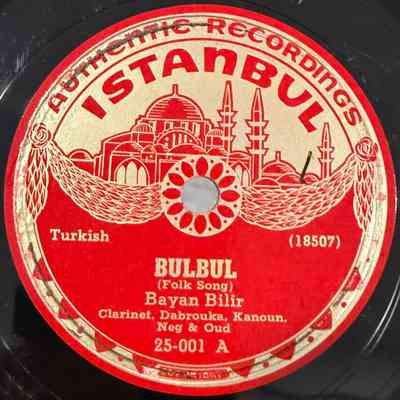 AUTHENTIC RECORDINGS
ISTANBUL
Turkish
(18507)
BULBUL
(Folk Song)
Bayan Bilir
Clarinet, Dabrouka, Kanoun,
Neg & Oud
25-001 A